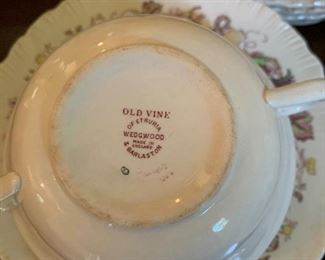 OLD VINE
OF ETRURIA
WEDGWOOD
MADE IN
ENGLAND
& BARLASTON